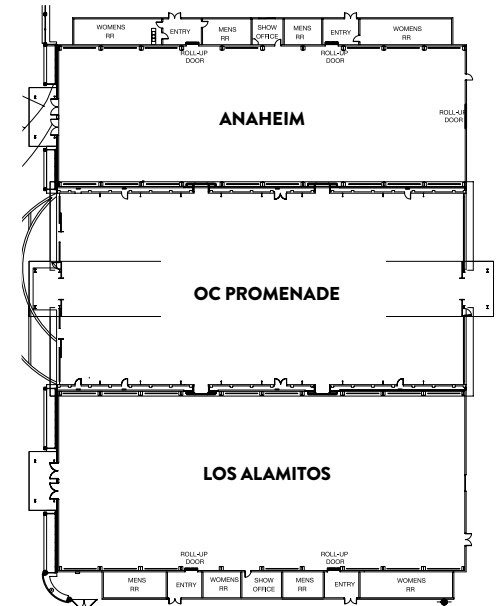 WOMENS
RR
ENTRY
MENS
RR
SHOW
OFFICE
MENS
RR
ENTRY
WOMENS
RR
ROLL-UP
DOOR
ROLL-UP
DOOR
ROLL-UP
DOOR
ANAHEIM
OC PROMENADE
LOS ALAMITOS
ROLL-UP
DOOR
ROLL-UP
DOOR
MENS
RR
ENTRY
WOMENS
RR
SHOW
OFFICE
MENS
RR
ENTRY
WOMENS
RR